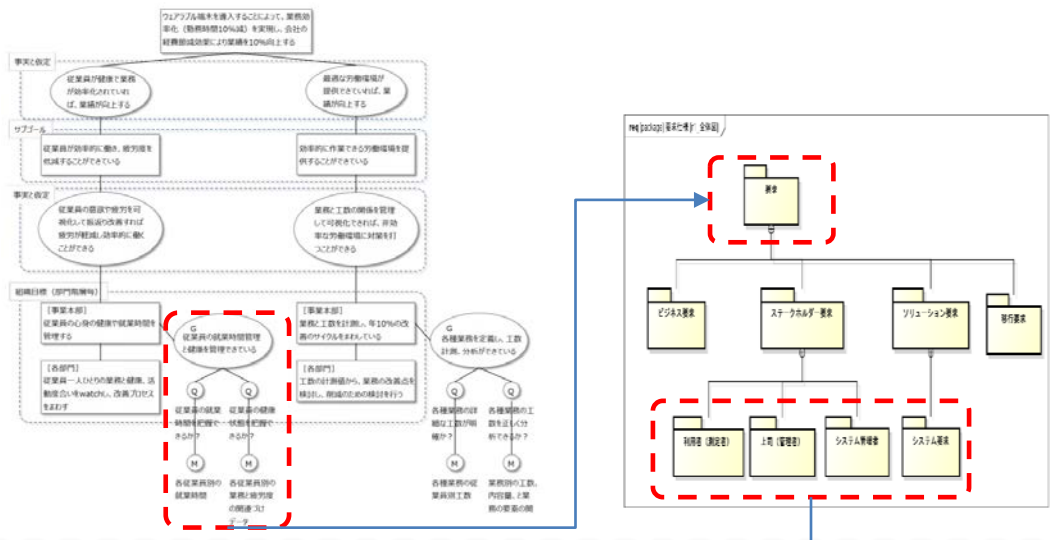 ウェアラブル端末を導入することによって、業務効
率化（勤務時間10%減）を実現し、会社の
経費節減効果により業績を10%向上する
事実と仮定
従業員が健康で業務
が効率化されていれ
ば、業績が向上する
最適な労働環境が
提供できていれば、業
績が向上する
サブゴール
従業員が効率的に働き、疲労度を
低減することができている
効率的に作業できる労働環境を提
供することができている
事実と仮定
従業員の意欲や疲労を可
視化して振返り改善すれば
疲労が軽減し効率的に働く
ことができる
業務と工数の関係を管理
して可視化できれば、非効
率な労働環境に対策を打
つことができる
組織目標（部門階層毎）
［事業本部］
従業員の心身の健康や就業時間を
管理する
G
従業員の就業時間管理
と健康を管理できている
［事業本部］
業務と工数を計測し、年10%の改
善のサイクルをまわしている
G
各種業務を定義し、工数
計測、分析ができている
［各部門］
従業員一人ひとりの業務と健康、活
動度合いをwatchし、改善プロセス
をまわす
［各部門］
工数の計測値から、業務の改善点を
検討し、削減のための検討を行う
Q
従業員の就業
時間を把握で
きるか？
Q
従業員の健康
状態を把握で
きるか？
Q
各種業務の詳
細な工数が明
確か？
Q
各種業務の工
数を正しく分
析できるか？
M
各従業員別の
就業時間
M
各従業員別の
業務と疲労度
の関連づけ
データ
M
各種業務の従
業員別工数
M
業務別の工数、
内容量、と業
務の要素の関
req [package] 要求仕様 [r 全体図]
要求
ビジネス要求
ステークホルダー要求
ソリューション要求
移行要求
利用者（測定者）
上司（管理者）
システム管理者
システム要求